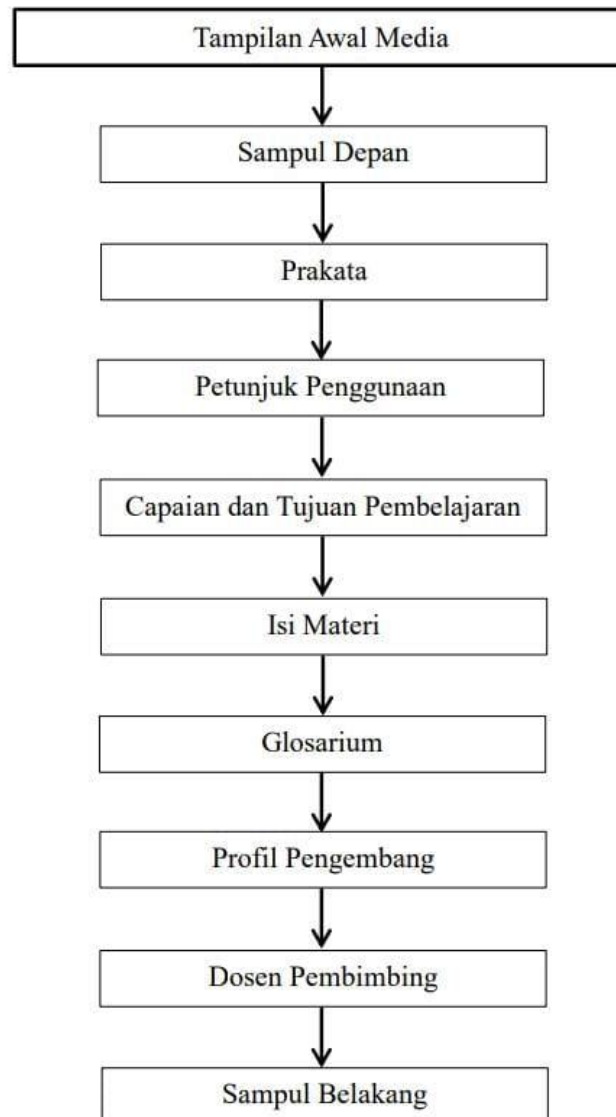 Tampilan Awal Media
Sampul Depan
Prakata
Petunjuk Penggunaan
Capaian dan Tujuan Pembelajaran
Isi Materi
Glosarium
Profil Pengembang
Dosen Pembimbing
Sampul Belakang